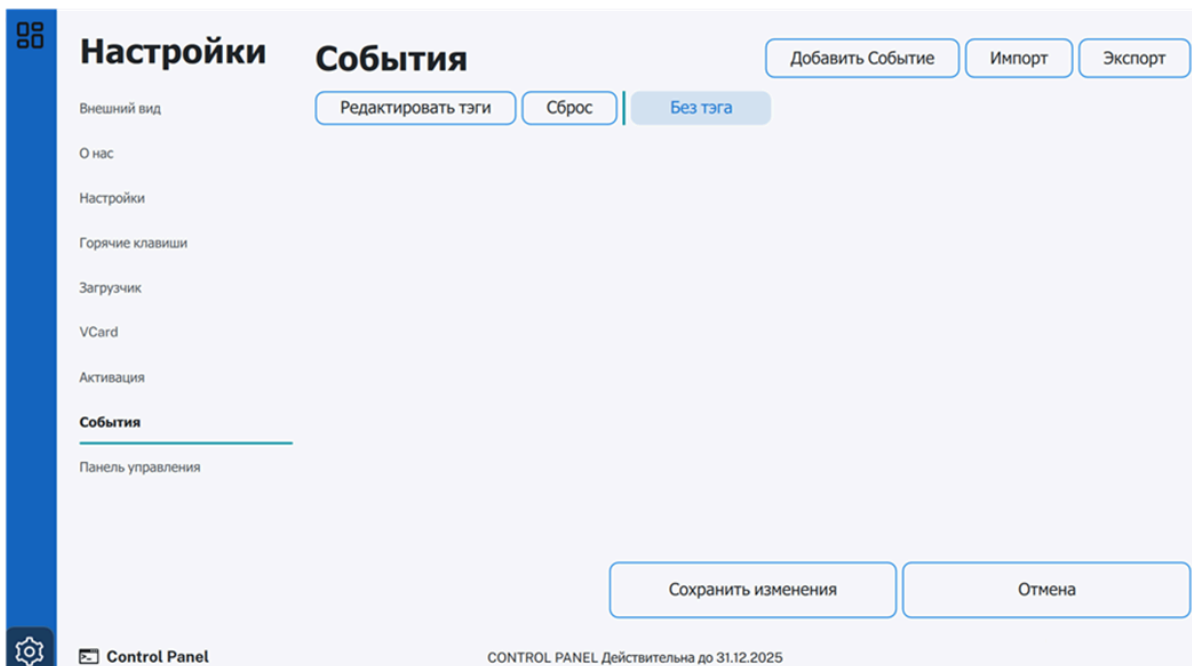 Настройки
Внешний вид
О нас
Настройки
Горячие клавиши
Загрузчик
VCard
Активация
События
Панель управления
События
Добавить Событие Импорт Экспорт
Редактировать тэги Сброс Без тэга
Сохранить изменения Отмена
Control Panel
CONTROL PANEL Действительна до 31.12.2025